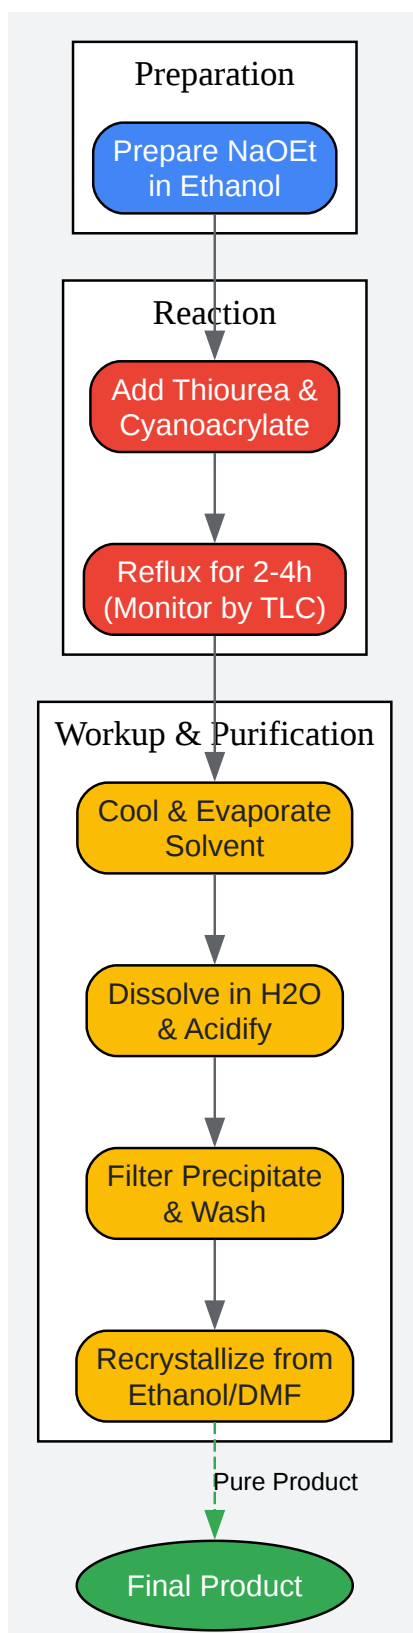 Preparation
Prepare NaOEt
in Ethanol
Reaction
Add Thiourea &
Cyanoacrylate
Reflux for 2-4h
(Monitor by TLC)
Workup & Purification
Cool & Evaporate
Solvent
Dissolve in H2O
& Acidify
Filter Precipitate
& Wash
Recrystallize from
Ethanol/DMF
Pure Product
Final Product